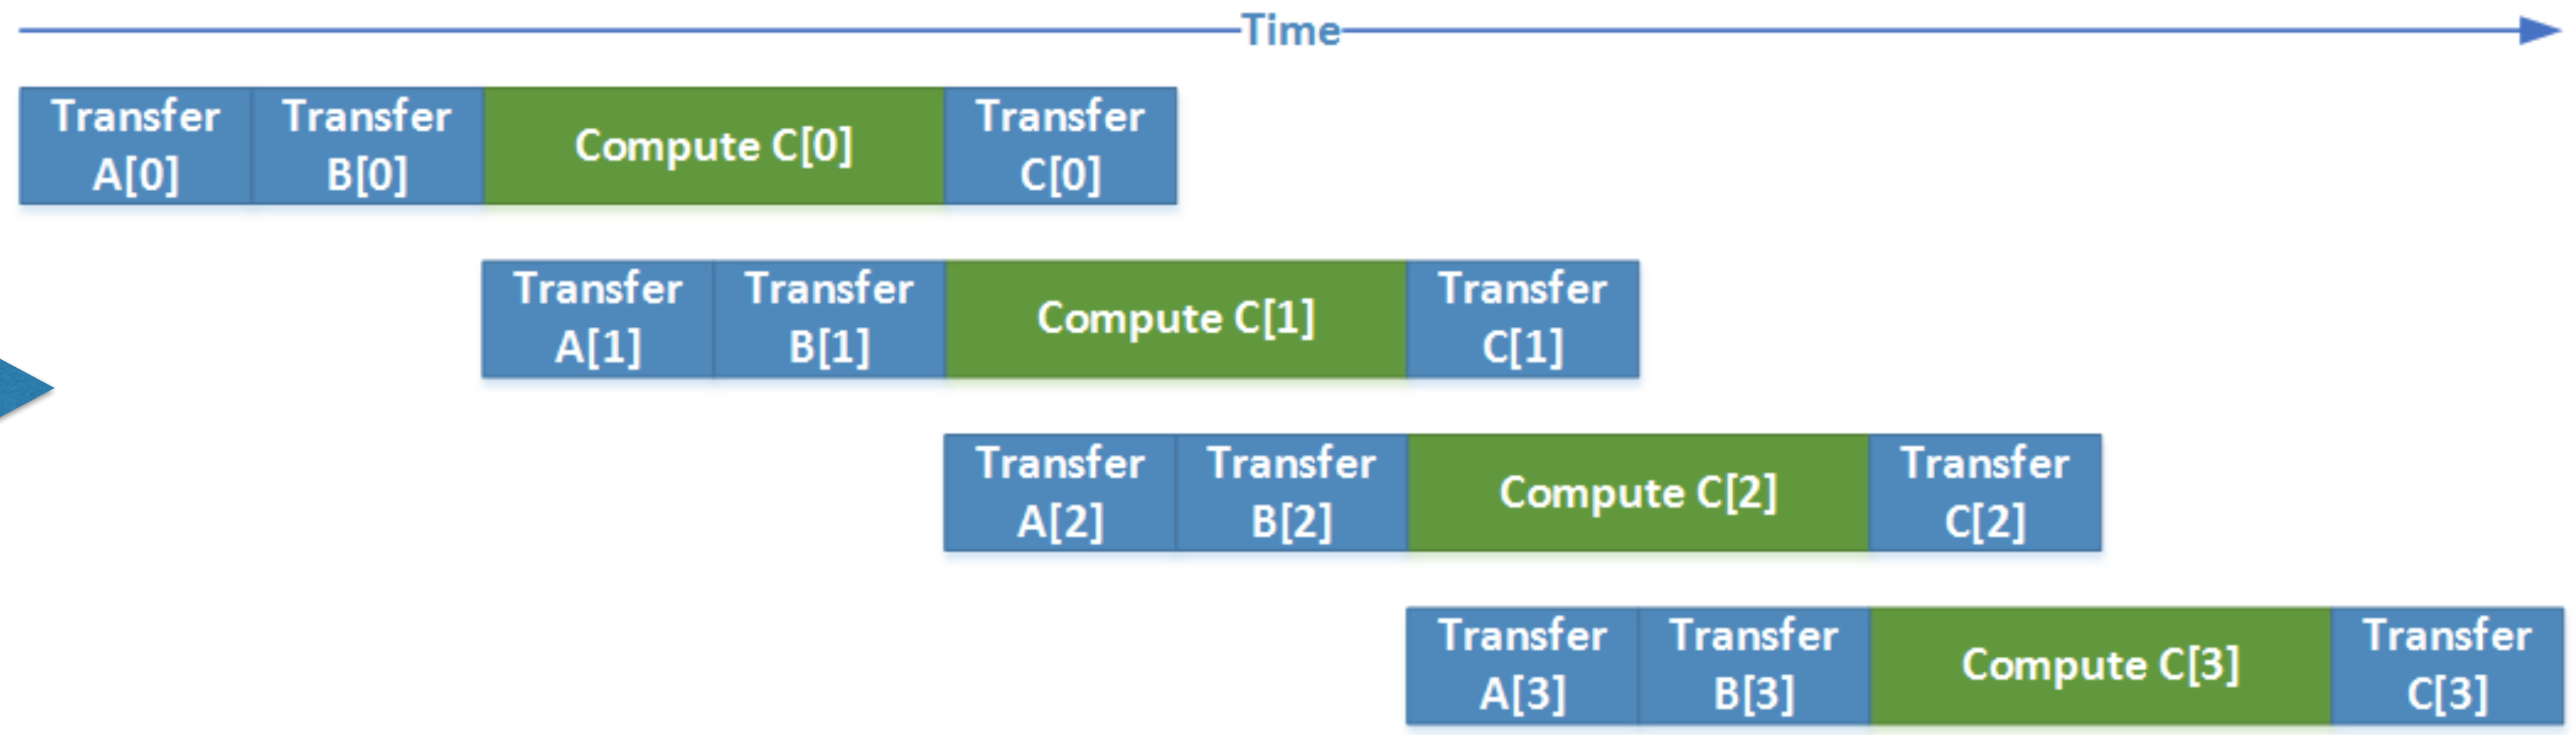 Time
Transfer
A[0]
Transfer
B[0]
Compute C[0]
Transfer
C[0]
Transfer
A[1]
Transfer
B[1]
Compute C[1]
Transfer
C[1]
Transfer
A[2]
Transfer
B[2]
Compute C[2]
Transfer
C[2]
Transfer
A[3]
Transfer
B[3]
Compute C[3]
Transfer
C[3]